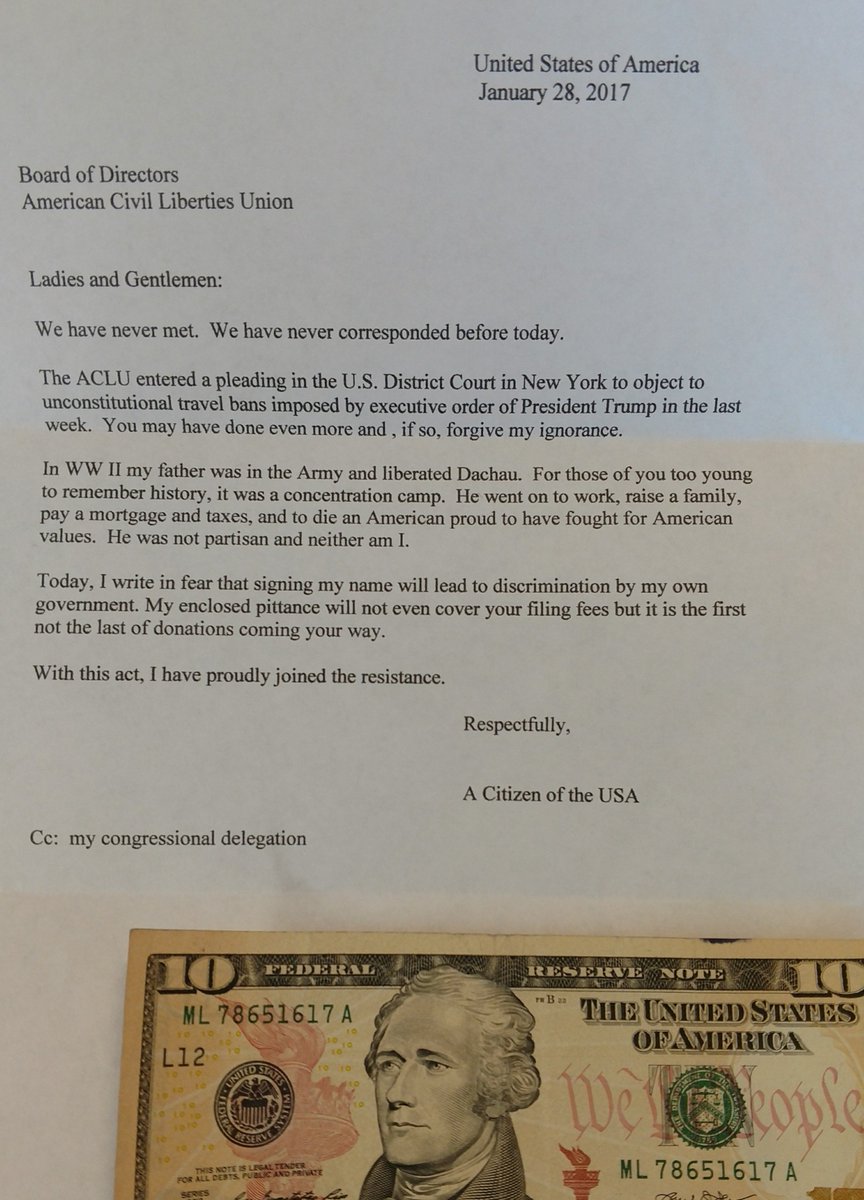 United States of America
January 28, 2017
Board of Directors
American Civil Liberties Union
Ladies and Gentlemen:
We have never met. We have never corresponded before today.
The ACLU entered a pleading in the U.S. District Court in New York to object to
unconstitutional travel bans imposed by executive order of President Trump in the last
week. You may have done even more and , if so, forgive my ignorance.
In WW II my father was in the Army and liberated Dachau. For those of you too young
to remember history, it was a concentration camp. He went on to work, raise a family,
pay a mortgage and taxes, and to die an American proud to have fought for American
values. He was not partisan and neither am I.
Today, I write in fear that signing my name will lead to discrimination by my own
government. My enclosed pittance will not even cover your filing fees but it is the first
not the last of donations coming your way.
With this act, I have proudly joined the resistance.
Respectfully,
A Citizen of the USA
Cc: my congressional delegation
10 FEDERAL RESERVE NOTE 10
ML 78651617 A
THE UNITED STATES
OF AMERICA
L12
UNITED STATES FEDERAL RESERVE SYSTEM
We the People
THIS NOTE IS LEGAL TENDER
FOR ALL DEBTS, PUBLIC AND PRIVATE
ML 78651617 A
SERIES